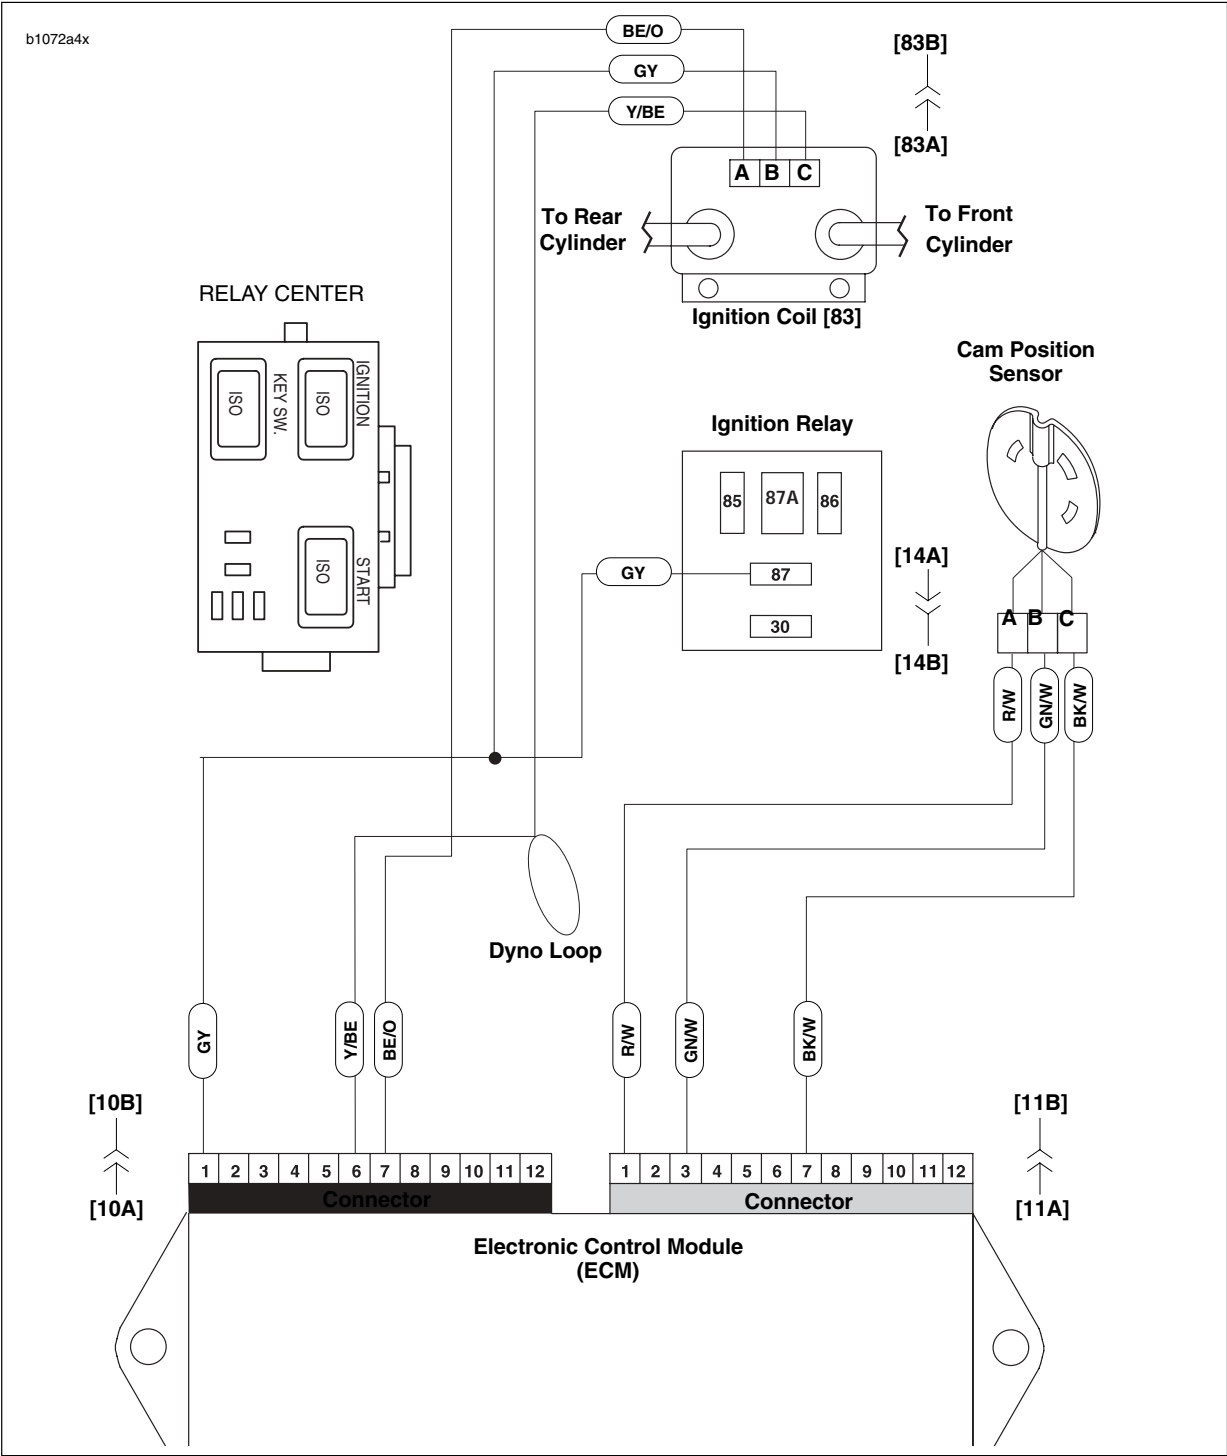 b1072a4x
BE/O
GY
Y/BE
[83B]
[83A]
A B C
To Rear
Cylinder
To Front
Cylinder
Ignition Coil [83]
RELAY CENTER
ISO
KEY SW.
ISO
IGNITION
ISO
START
Cam Position
Sensor
Ignition Relay
85
87A
86
87
30
GY
[14A]
[14B]
A B C
R/W
GN/W
BK/W
Dyno Loop
GY
Y/BE
BE/O
R/W
GN/W
BK/W
[10B]
[10A]
[11B]
[11A]
1 2 3 4 5 6 7 8 9 10 11 12
Connector
1 2 3 4 5 6 7 8 9 10 11 12
Connector
Electronic Control Module
(ECM)